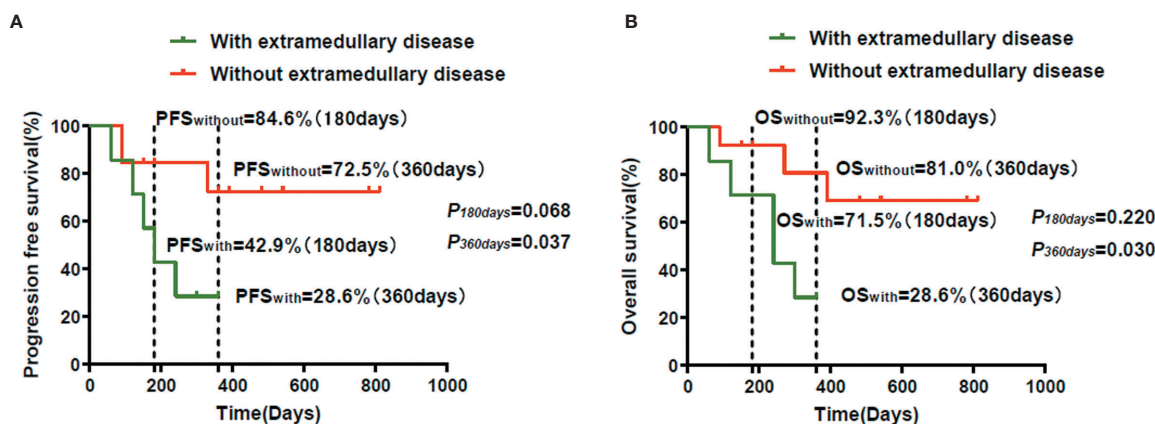 A
With extramedullary disease
Without extramedullary disease
Progression free survival(%)
100
80
60
40
20
0
PFSwithout=84.6%(180days)
PFSwithout=72.5%(360days)
P180days=0.068
P360days=0.037
PFSwith=42.9%(180days)
PFSwith=28.6%(360days)
0 200 400 600 800 1000
Time(Days)
B
With extramedullary disease
Without extramedullary disease
Overall survival(%)
100
80
60
40
20
0
OSwithout=92.3%(180days)
OSwithout=81.0%(360days)
OSwith=71.5%(180days)
P180days=0.220
P360days=0.030
OSwith=28.6%(360days)
0 200 400 600 800 1000
Time(Days)